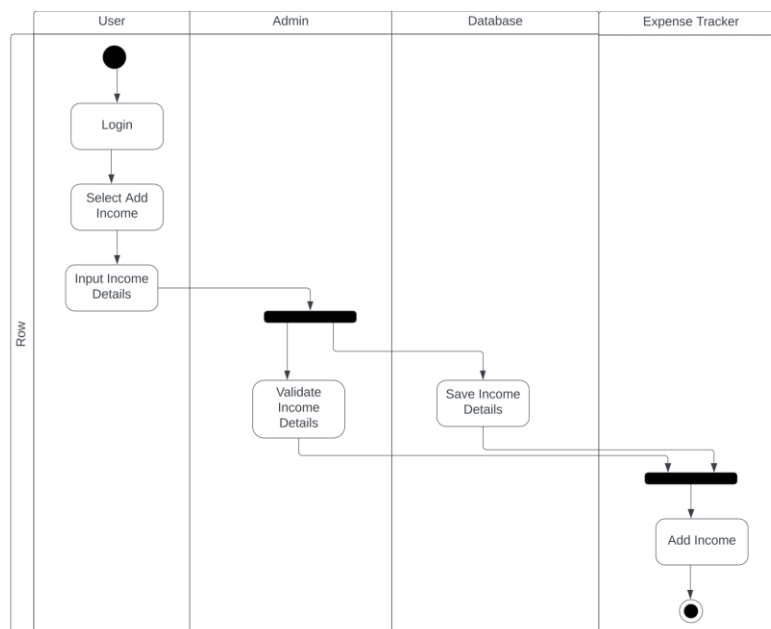 User
Admin
Database
Expense Tracker
Row
Login
Select Add
Income
Input Income
Details
Validate
Income
Details
Save Income
Details
Add Income